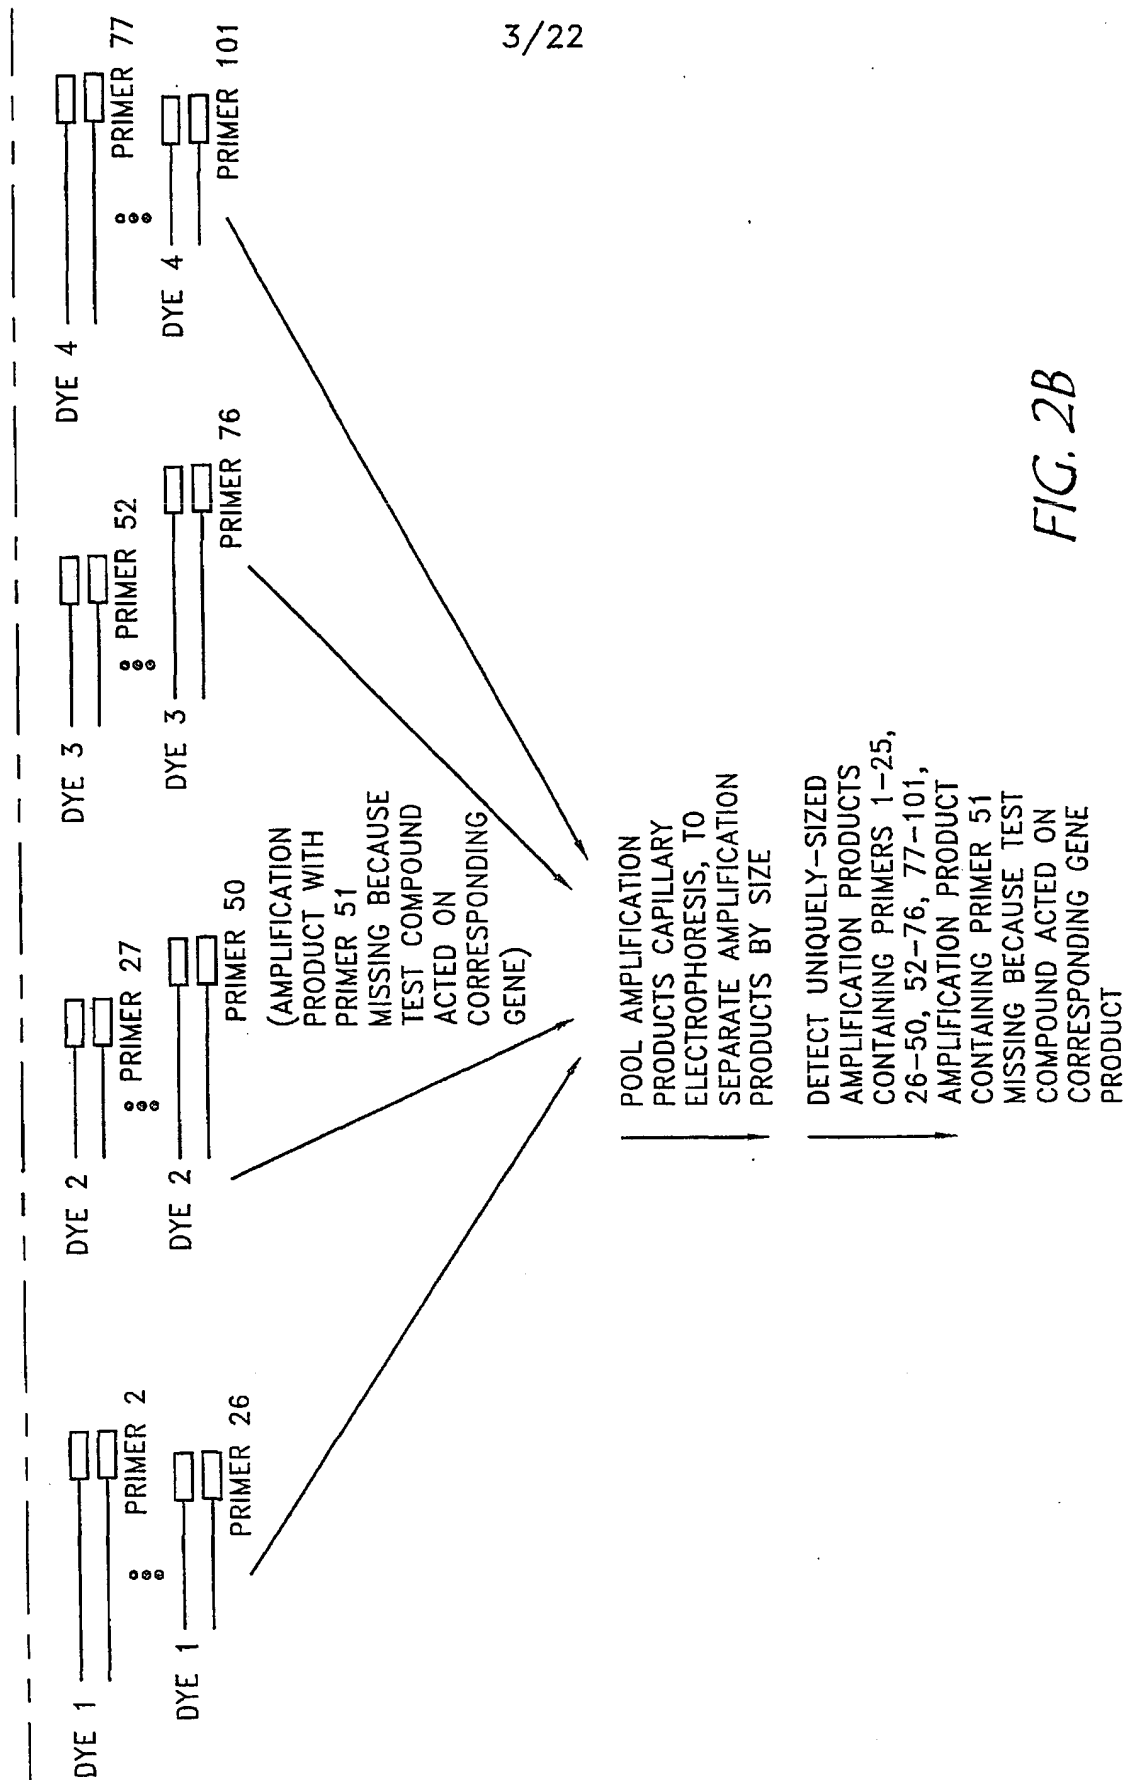 3/22
DYE 1
PRIMER 2
DYE 1
PRIMER 26
DYE 2
PRIMER 27
DYE 2
PRIMER 50
(AMPLIFICATION
PRODUCT WITH
PRIMER 51
MISSING BECAUSE
TEST COMPOUND
ACTED ON
CORRESPONDING
GENE)
DYE 3
PRIMER 52
DYE 3
PRIMER 76
DYE 4
PRIMER 77
DYE 4
PRIMER 101
POOL AMPLIFICATION
PRODUCTS CAPILLARY
ELECTROPHORESIS, TO
SEPARATE AMPLIFICATION
PRODUCTS BY SIZE
DETECT UNIQUELY-SIZED
AMPLIFICATION PRODUCTS
CONTAINING PRIMERS 1-25,
26-50, 52-76, 77-101,
AMPLIFICATION PRODUCT
CONTAINING PRIMER 51
MISSING BECAUSE TEST
COMPOUND ACTED ON
CORRESPONDING GENE
PRODUCT
FIG. 2B